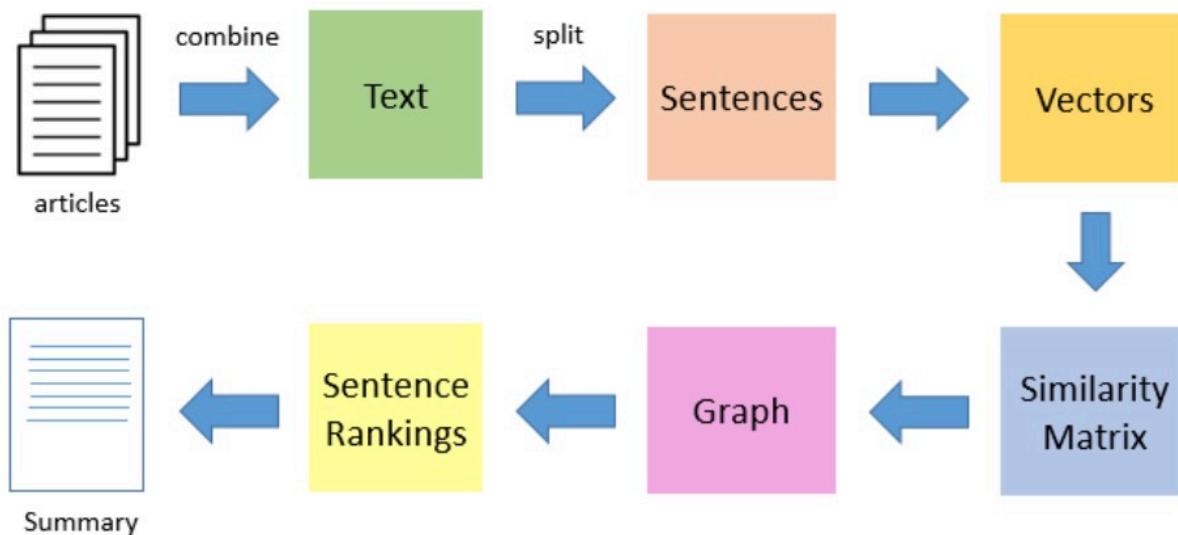 combine
split
Text
Sentences
Vectors
articles
Sentence
Rankings
Graph
Similarity
Matrix
Summary